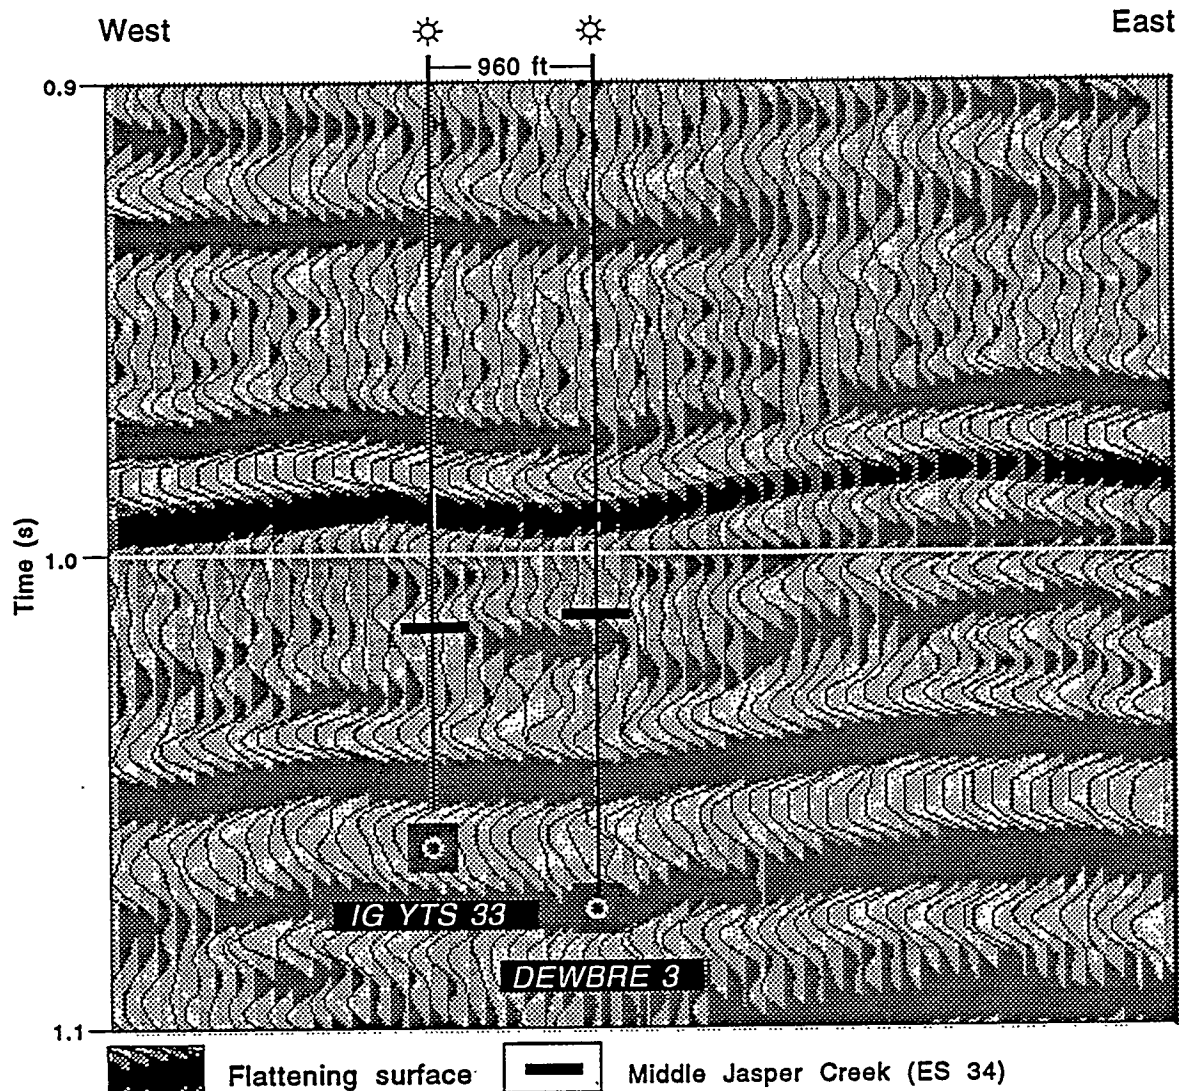 West
East
960 ft
0.9
Time (s)
1.0
IG YTS 33
DEWBRE 3
1.1
Flattening surface
Middle Jasper Creek (ES 34)